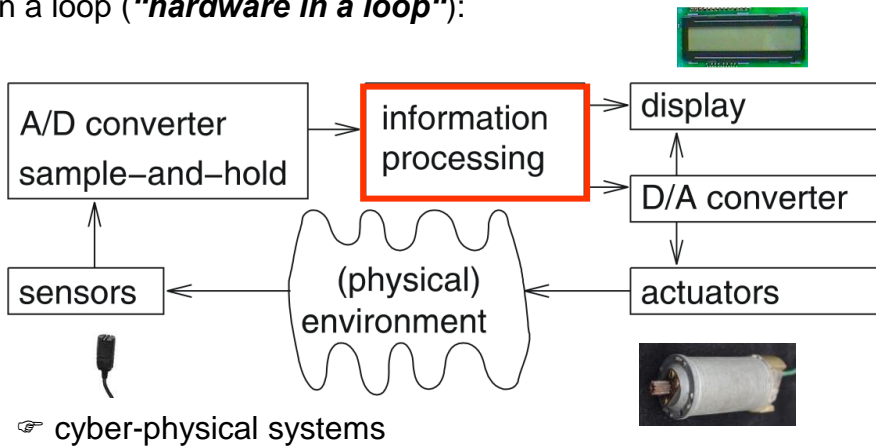 n a loop ("hardware in a loop"):
A/D converter
sample–and–hold
information
processing
display
D/A converter
sensors
(physical)
environment
actuators
☞ cyber-physical systems